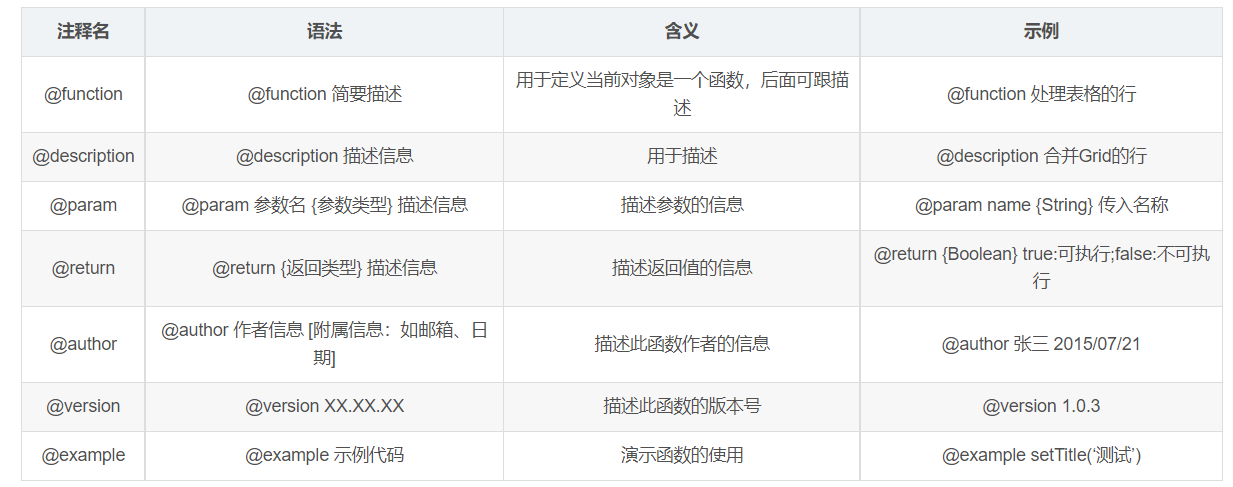 注释名 语法 含义 示例
@function @function 简要描述 用于定义当前对象是一个函数，后面可跟描
述 @function 处理表格的行
@description @description 描述信息 用于描述 @description 合并Grid的行
@param @param 参数名 {参数类型} 描述信息 描述参数的信息 @param name {String} 传入名称
@return @return {返回类型} 描述信息 描述返回值的信息 @return {Boolean} true:可执行;false:不可执
行
@author @author 作者信息 [附属信息：如邮箱、日
期] 描述此函数作者的信息 @author 张三 2015/07/21
@version @version XX.XX.XX 描述此函数的版本号 @version 1.0.3
@example @example 示例代码 演示函数的使用 @example setTitle(‘测试’)